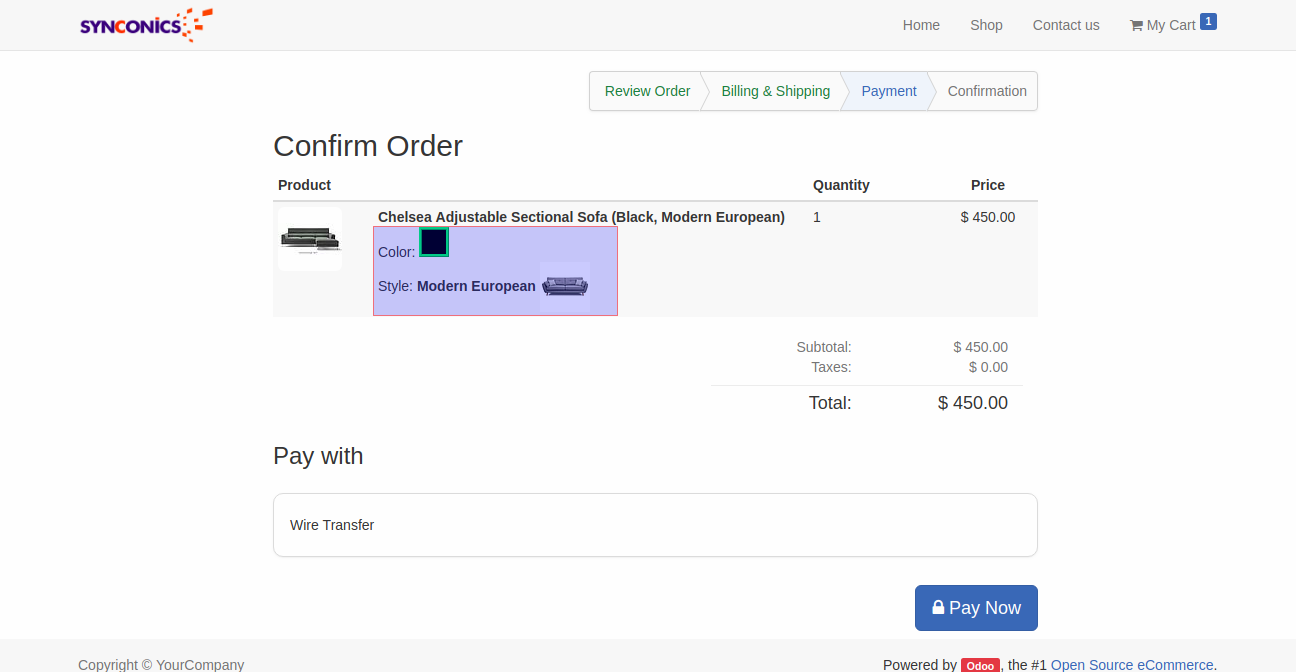 SYNCONICS
Home Shop Contact us My Cart 1
Review Order Billing & Shipping Payment Confirmation
Confirm Order
Product Quantity Price
Chelsea Adjustable Sectional Sofa (Black, Modern European) 1 $ 450.00
Color:
Style: Modern European
Subtotal: $ 450.00
Taxes: $ 0.00
Total: $ 450.00
Pay with
Wire Transfer
Pay Now
Copyright © YourCompany Powered by Odoo, the #1 Open Source eCommerce.